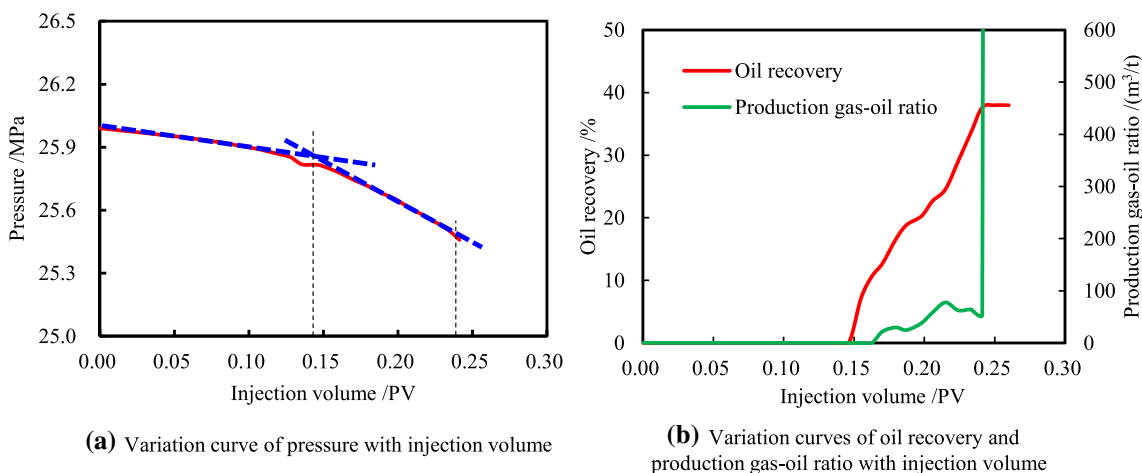 26.5
26.2
25.9
25.6
25.3
25.0
Pressure /MPa
0.00 0.05 0.10 0.15 0.20 0.25 0.30
Injection volume /PV
(a) Variation curve of pressure with injection volume
50
40
30
20
10
0
Oil recovery /%
Oil recovery
Production gas-oil ratio
600
500
400
300
200
100
0
Production gas-oil ratio /(m³/t)
0.00 0.05 0.10 0.15 0.20 0.25 0.30
Injection volume /PV
(b) Variation curves of oil recovery and
production gas-oil ratio with injection volume